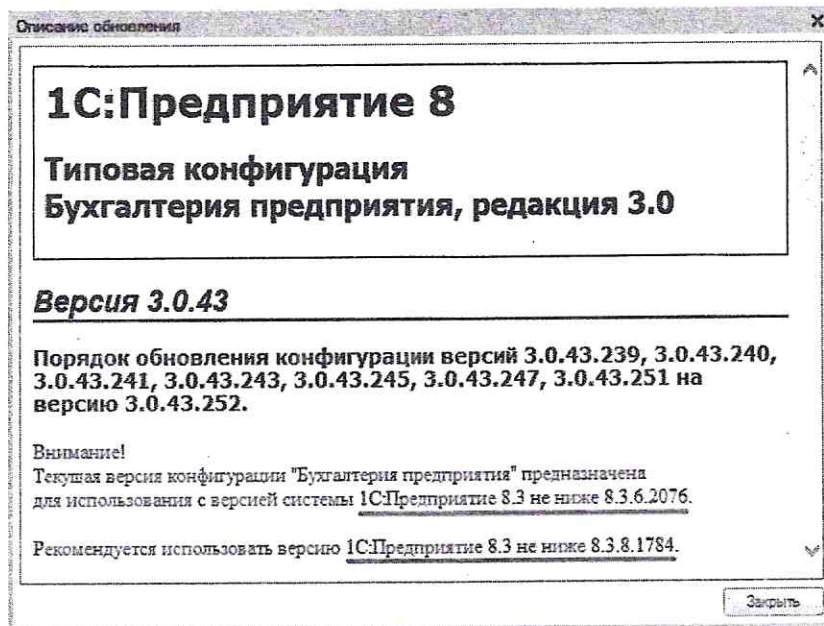 Описание обновления
1С:Предприятие 8
Типовая конфигурация
Бухгалтерия предприятия, редакция 3.0
Версия 3.0.43
Порядок обновления конфигурации версий 3.0.43.239, 3.0.43.240,
3.0.43.241, 3.0.43.243, 3.0.43.245, 3.0.43.247, 3.0.43.251 на
версию 3.0.43.252.
Внимание!
Текущая версия конфигурации "Бухгалтерия предприятия" предназначена
для использования с версией системы 1С:Предприятие 8.3 не ниже 8.3.6.2076.
Рекомендуется использовать версию 1С:Предприятие 8.3 не ниже 8.3.8.1784.
Закрыть